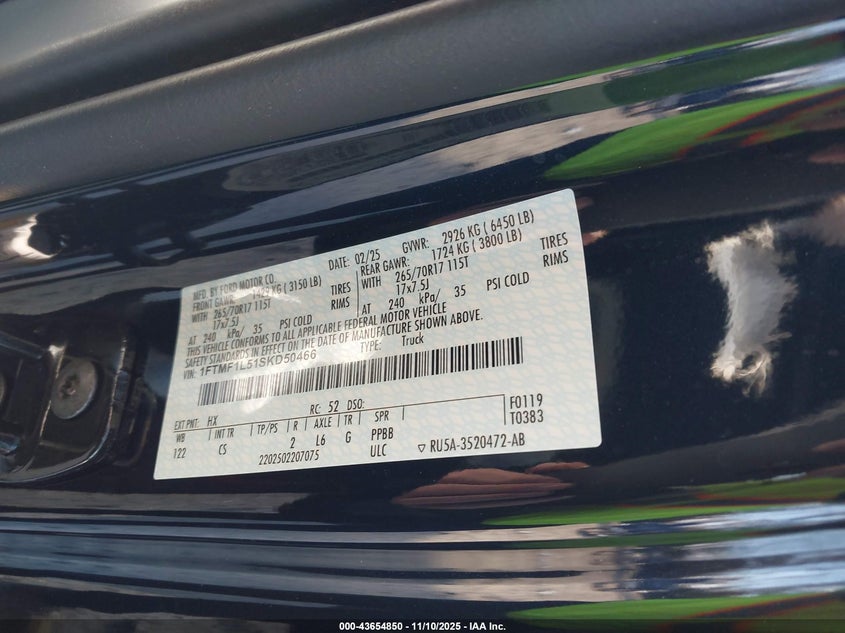 MFD. BY FORD MOTOR CO.
DATE: 02/25 GVWR: 2926 KG ( 6450 LB)
FRONT GAWR: 1429 KG ( 3150 LB) REAR GAWR: 1724 KG ( 3800 LB)
WITH 265/70R17 115T TIRES WITH 265/70R17 115T TIRES
17x7.5J RIMS 17x7.5J RIMS
AT 240 kPa/ 35 PSI COLD AT 240 kPa/ 35 PSI COLD
THIS VEHICLE CONFORMS TO ALL APPLICABLE FEDERAL MOTOR VEHICLE
SAFETY STANDARDS IN EFFECT ON THE DATE OF MANUFACTURE SHOWN ABOVE.
VIN: 1FTMF1L51SKD50466 TYPE: Truck
EXT PNT: HX RC: 52 DSO: F0119
WB INT TR TP/PS R AXLE TR SPR T0383
122 CS 2 L6 G PPBB
2202502207075 ULC ▽ RU5A-3520472-AB
000-43654850 - 11/10/2025 - IAA Inc.